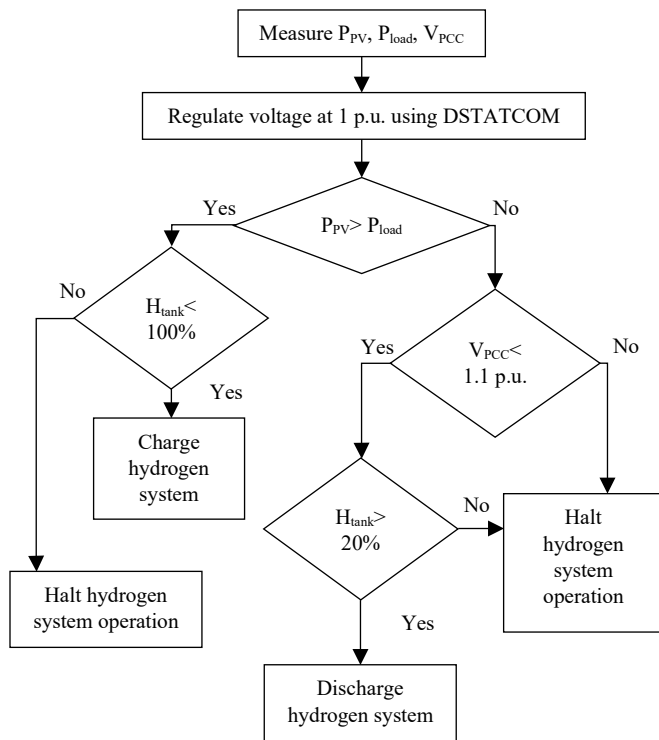 Measure P_PV, P_load, V_PCC
Regulate voltage at 1 p.u. using DSTATCOM
Yes
P_PV> P_load
No
No
H_tank<
100%
Yes
V_PCC<
1.1 p.u.
No
Yes
Charge
hydrogen
system
H_tank>
20%
No
Halt
hydrogen
system
operation
Halt hydrogen
system operation
Yes
Discharge
hydrogen system